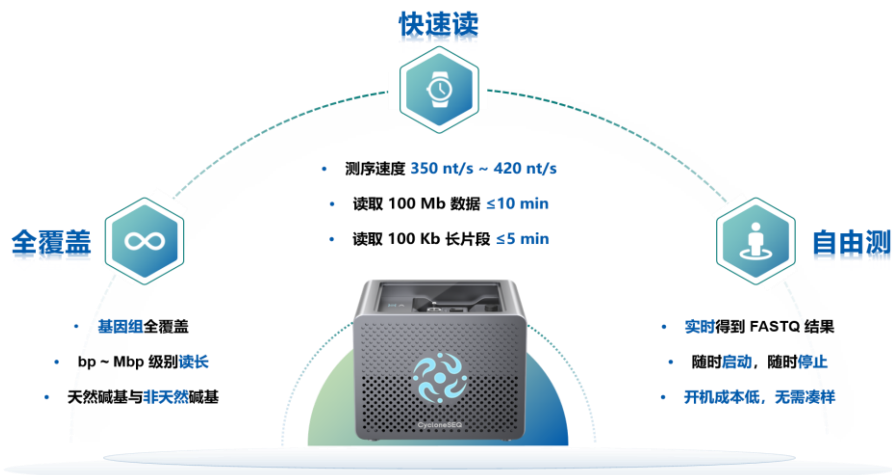 快速读
• 测序速度 350 nt/s ~ 420 nt/s
• 读取 100 Mb 数据 ≤10 min
• 读取 100 Kb 长片段 ≤5 min
全覆盖
• 基因组全覆盖
• bp ~ Mbp 级别读长
• 天然碱基与非天然碱基
自由测
• 实时得到 FASTQ 结果
• 随时启动，随时停止
• 开机成本低，无需凑样
CycloneSEQ